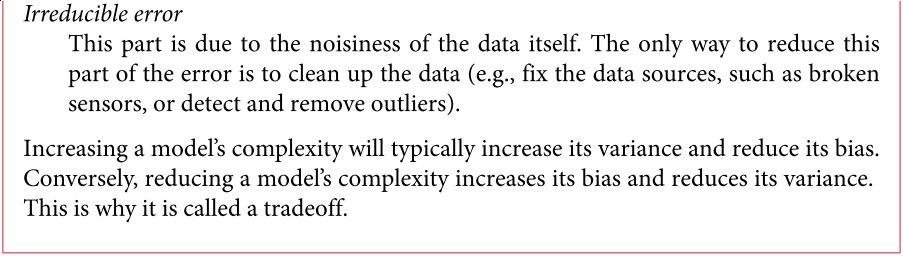 Irreducible error
This part is due to the noisiness of the data itself. The only way to reduce this
part of the error is to clean up the data (e.g., fix the data sources, such as broken
sensors, or detect and remove outliers).
Increasing a model’s complexity will typically increase its variance and reduce its bias.
Conversely, reducing a model’s complexity increases its bias and reduces its variance.
This is why it is called a tradeoff.